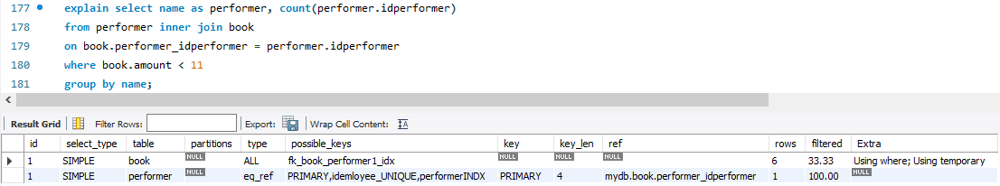 177 explain select name as performer, count(performer.idperformer)
178 from performer inner join book
179 on book.performer_idperformer = performer.idperformer
180 where book.amount < 11
181 group by name;
Result Grid Filter Rows: Export: Wrap Cell Content: IA
id select_type table partitions type possible_keys key key_len ref rows filtered Extra
1 SIMPLE book NULL ALL fk_book_performer1_idx NULL NULL NULL 6 33.33 Using where; Using temporary
1 SIMPLE performer NULL eq_ref PRIMARY,idemloyee_UNIQUE,performerINDX PRIMARY 4 mydb.book.performer_idperformer 1 100.00 NULL